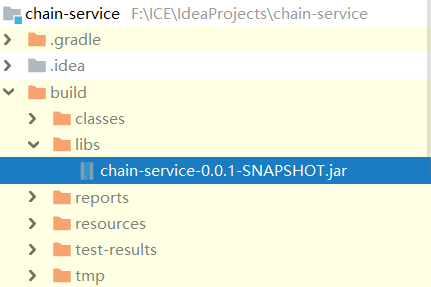 chain-service F:\ICE\IdeaProjects\chain-service
.gradle
.idea
build
classes
libs
chain-service-0.0.1-SNAPSHOT.jar
reports
resources
test-results
tmp